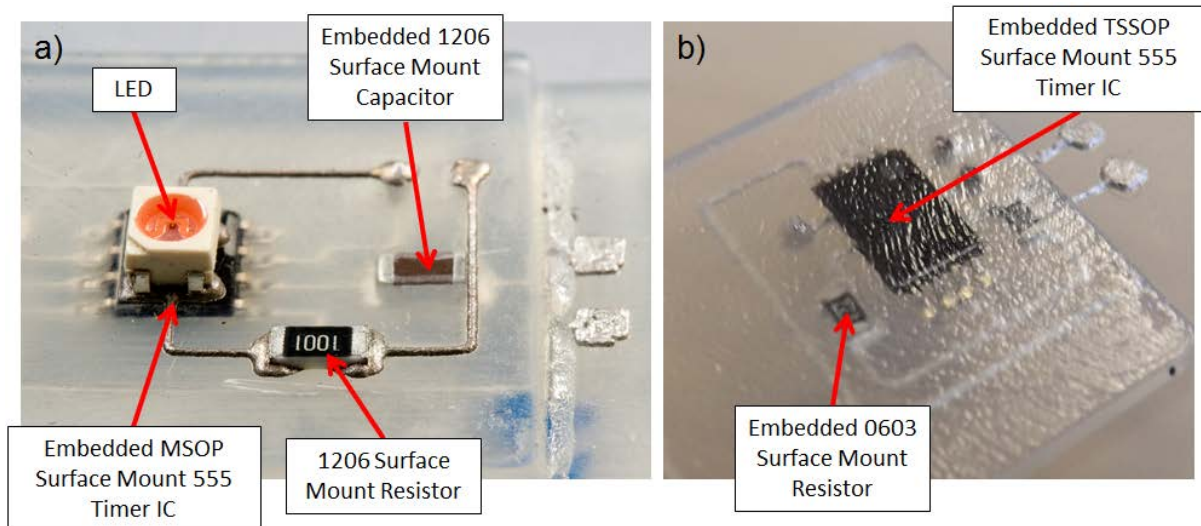 a)
LED
Embedded 1206
Surface Mount
Capacitor
1001
Embedded MSOP
Surface Mount 555
Timer IC
1206 Surface
Mount Resistor
b)
Embedded TSSOP
Surface Mount 555
Timer IC
Embedded 0603
Surface Mount
Resistor